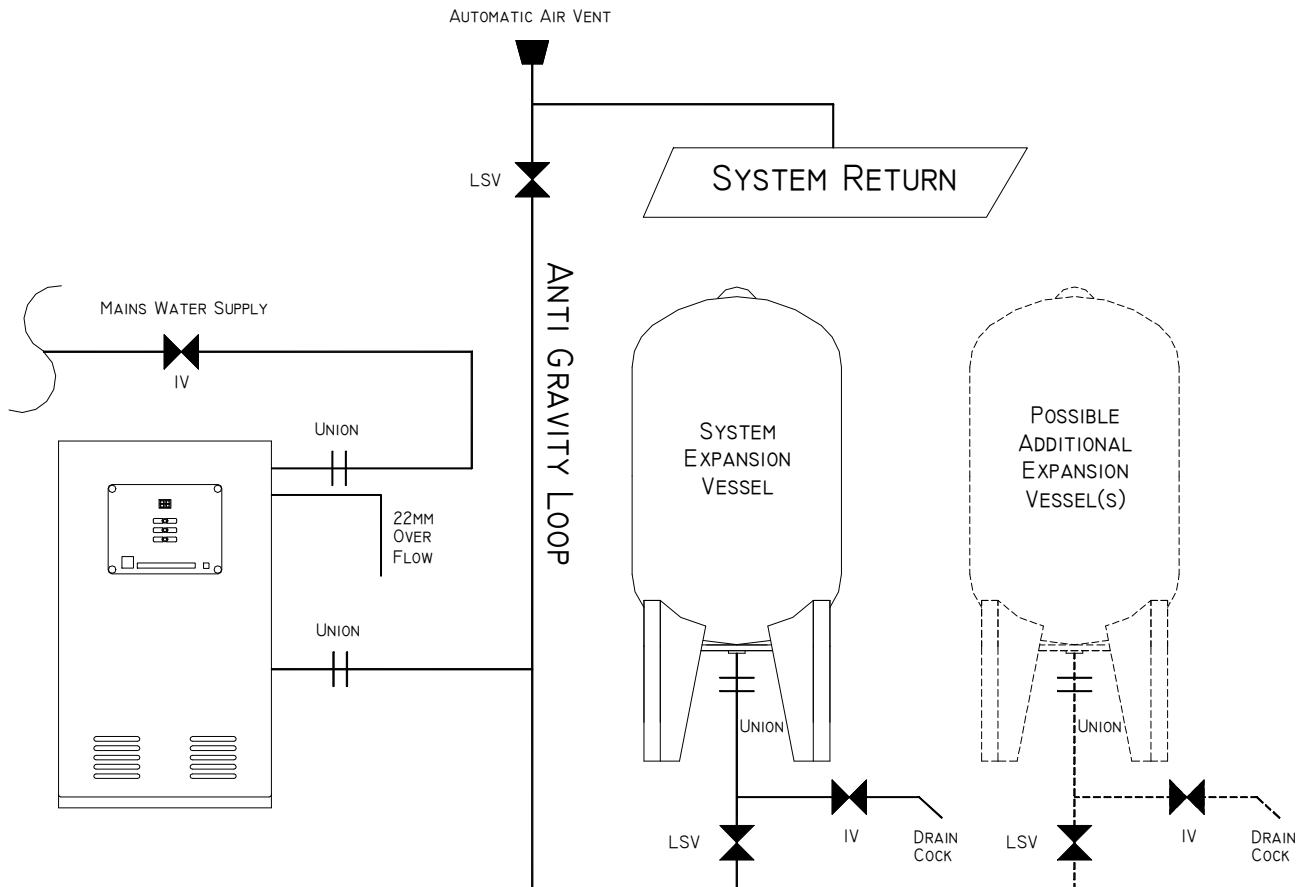 Automatic Air Vent
LSV
System Return
Anti Gravity Loop
Mains Water Supply
IV
Union
22mm
Over
Flow
Union
System
Expansion
Vessel
Union
LSV
IV
Drain
Cock
Possible
Additional
Expansion
Vessel(s)
Union
LSV
IV
Drain
Cock